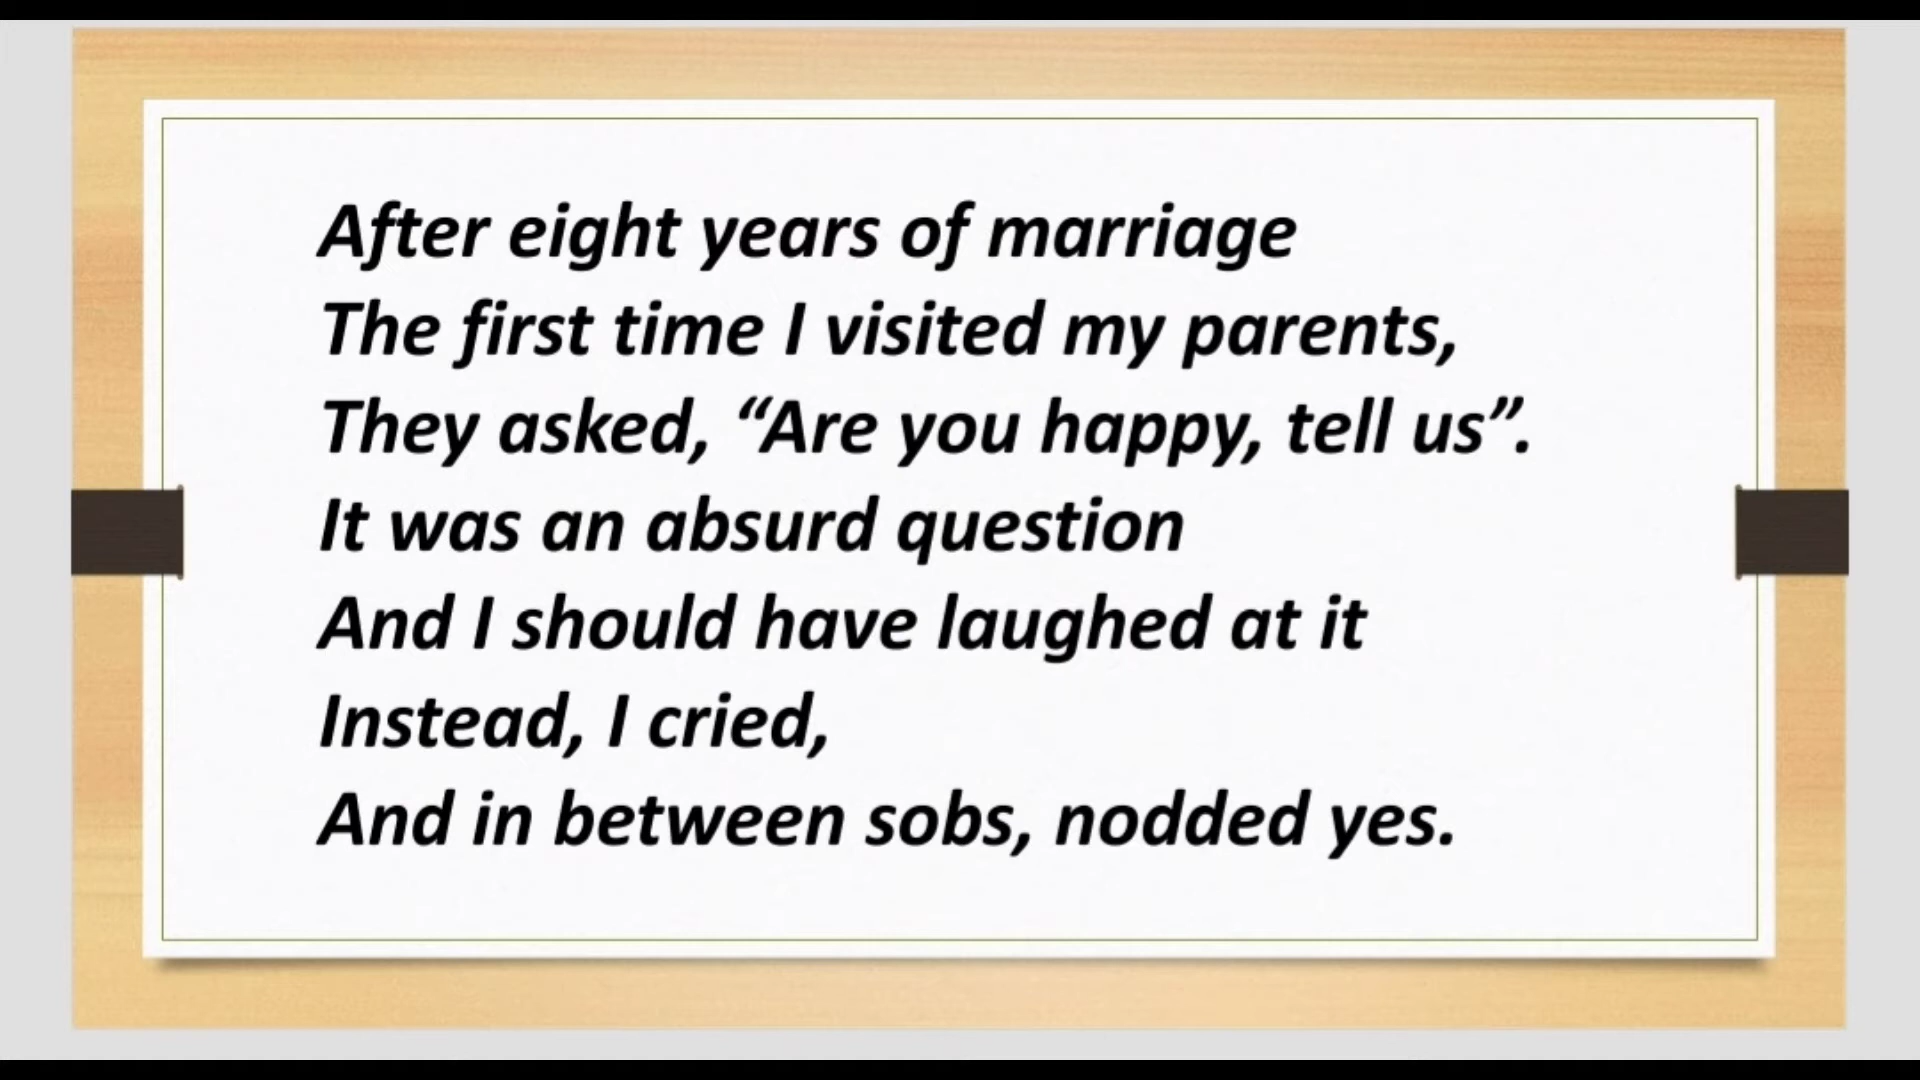 After eight years of marriage
The first time I visited my parents,
They asked, “Are you happy, tell us”.
It was an absurd question
And I should have laughed at it
Instead, I cried,
And in between sobs, nodded yes.